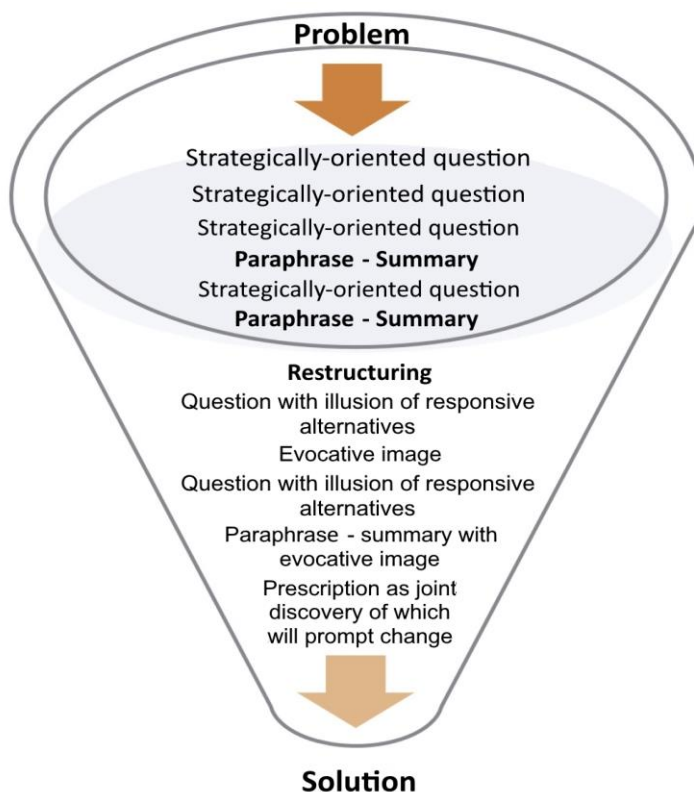 Problem
Strategically-oriented question
Strategically-oriented question
Strategically-oriented question
Paraphrase - Summary
Strategically-oriented question
Paraphrase - Summary
Restructuring
Question with illusion of responsive
alternatives
Evocative image
Question with illusion of responsive
alternatives
Paraphrase - summary with
evocative image
Prescription as joint
discovery of which
will prompt change
Solution